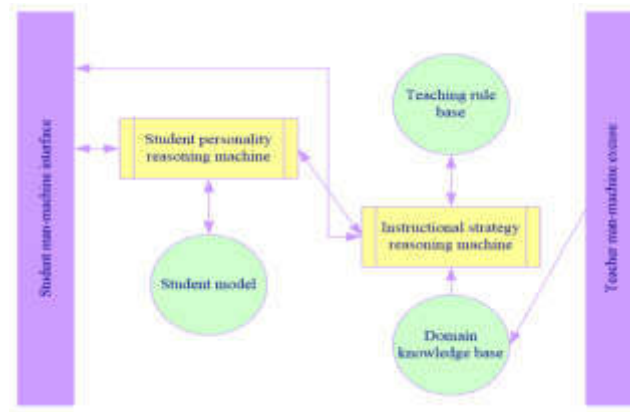 Student man-machine interface
Student personality
reasoning machine
Student model
Teaching rule
base
Instructional strategy
reasoning machine
Domain
knowledge base
Teacher man-machine excuse